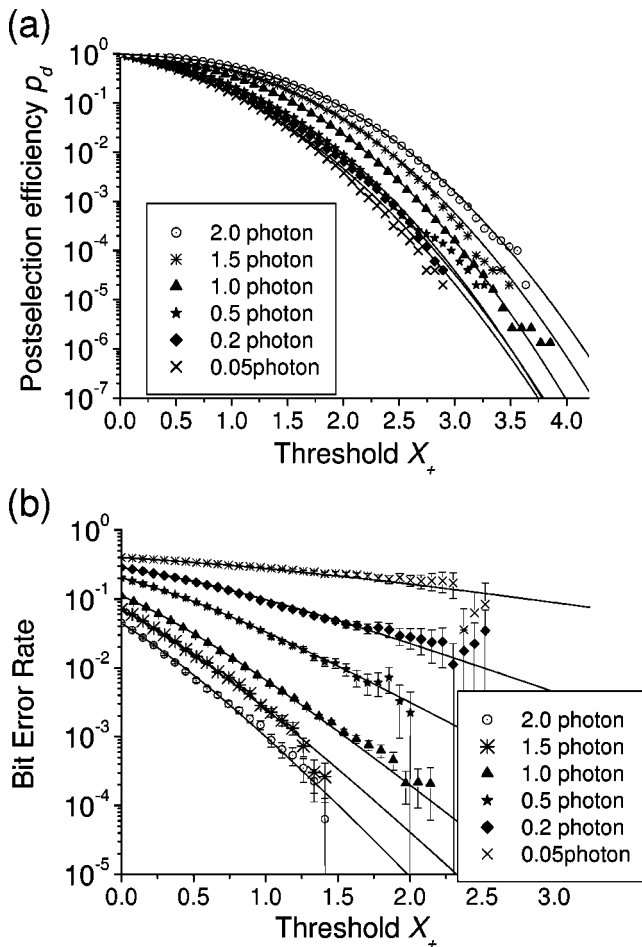 (a)
Postselection efficiency p_d
10^0
10^-1
10^-2
10^-3
10^-4
10^-5
10^-6
10^-7
2.0 photon
1.5 photon
1.0 photon
0.5 photon
0.2 photon
0.05photon
0.0 0.5 1.0 1.5 2.0 2.5 3.0 3.5 4.0
Threshold X_+
(b)
Bit Error Rate
10^0
10^-1
10^-2
10^-3
10^-4
10^-5
2.0 photon
1.5 photon
1.0 photon
0.5 photon
0.2 photon
0.05photon
0.0 0.5 1.0 1.5 2.0 2.5 3.0
Threshold X_+